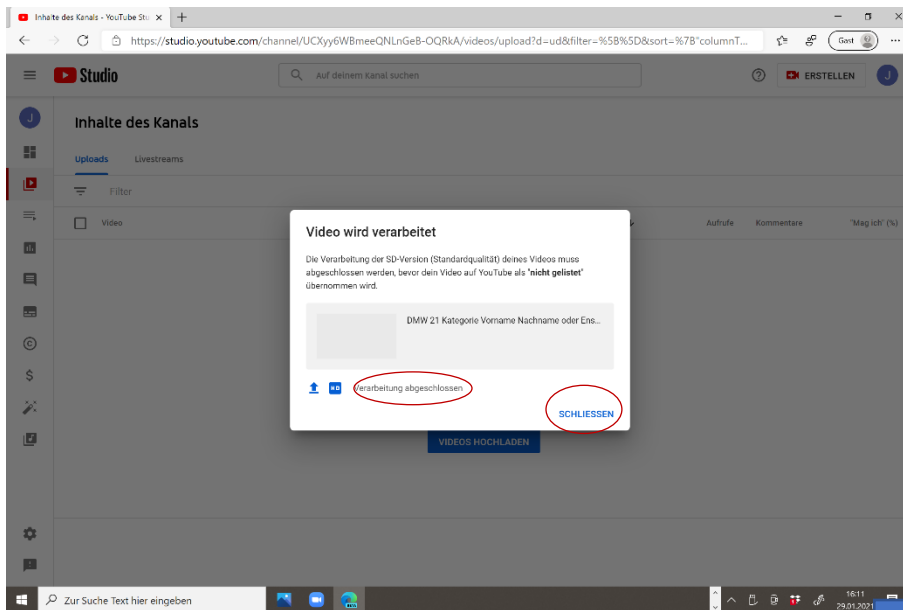 Inhalte des Kanals - YouTube Stu
https://studio.youtube.com/channel/UCXyy6WBmeeQNLnGeB-OQRkA/videos/upload?d=ud&filter=%5B%5D&sort=%7B"columnT...
Gast
Studio
Auf deinem Kanal suchen
ERSTELLEN
J
J
Inhalte des Kanals
Uploads Livestreams
Filter
Video Aufrufe Kommentare "Mag ich" (%)
Video wird verarbeitet
Die Verarbeitung der SD-Version (Standardqualität) deines Videos muss
abgeschlossen werden, bevor dein Video auf YouTube als "nicht gelistet"
übernommen wird.
DMW 21 Kategorie Vorname Nachname oder Ens...
Verarbeitung abgeschlossen
SCHLIESSEN
VIDEOS HOCHLADEN
Zur Suche Text hier eingeben
16:11
29.01.2021